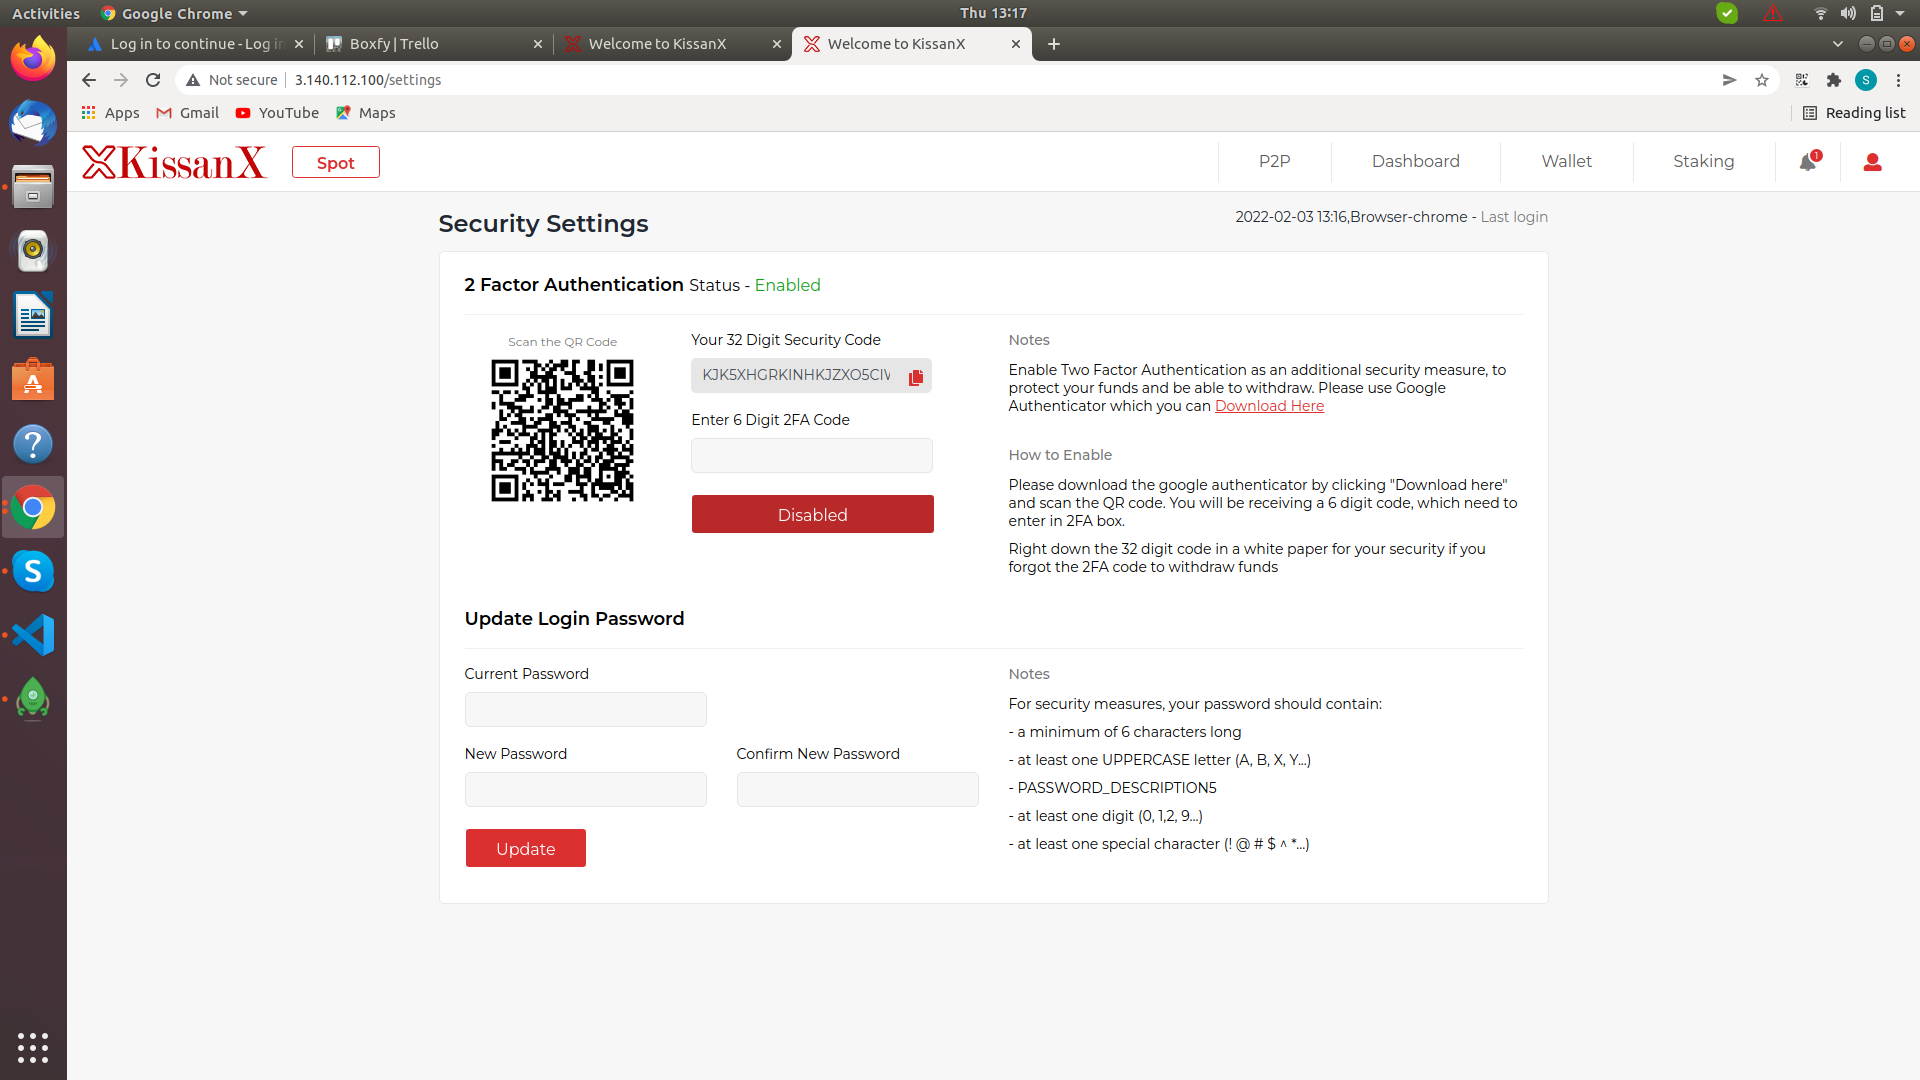 Activities
Google Chrome
Thu 13:17
Log in to continue - Log in
Boxfy | Trello
Welcome to KissanX
Welcome to KissanX
Not secure
3.140.112.100/settings
S
Apps
Gmail
YouTube
Maps
Reading list
KissanX
Spot
P2P
Dashboard
Wallet
Staking
1
Security Settings
2022-02-03 13:16,Browser-chrome - Last login
2 Factor Authentication Status - Enabled
Scan the QR Code
Your 32 Digit Security Code
KJK5XHGRKINHKJZXO5CIV
Enter 6 Digit 2FA Code
Disabled
Notes
Enable Two Factor Authentication as an additional security measure, to
protect your funds and be able to withdraw. Please use Google
Authenticator which you can Download Here
How to Enable
Please download the google authenticator by clicking "Download here"
and scan the QR code. You will be receiving a 6 digit code, which need to
enter in 2FA box.
Right down the 32 digit code in a white paper for your security if you
forgot the 2FA code to withdraw funds
Update Login Password
Current Password
New Password
Confirm New Password
Update
Notes
For security measures, your password should contain:
- a minimum of 6 characters long
- at least one UPPERCASE letter (A, B, X, Y...)
- PASSWORD_DESCRIPTION5
- at least one digit (0, 1,2, 9...)
- at least one special character (! @ # $ ^ *...)